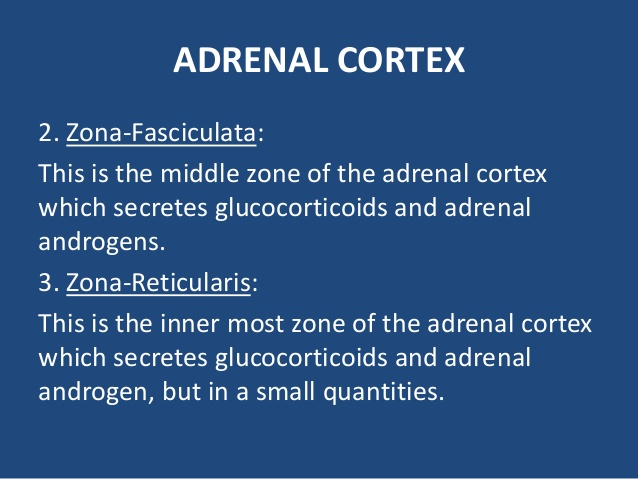 ADRENAL CORTEX
2. Zona-Fasciculata:
This is the middle zone of the adrenal cortex
which secretes glucocorticoids and adrenal
androgens.
3. Zona-Reticularis:
This is the inner most zone of the adrenal cortex
which secretes glucocorticoids and adrenal
androgen, but in a small quantities.